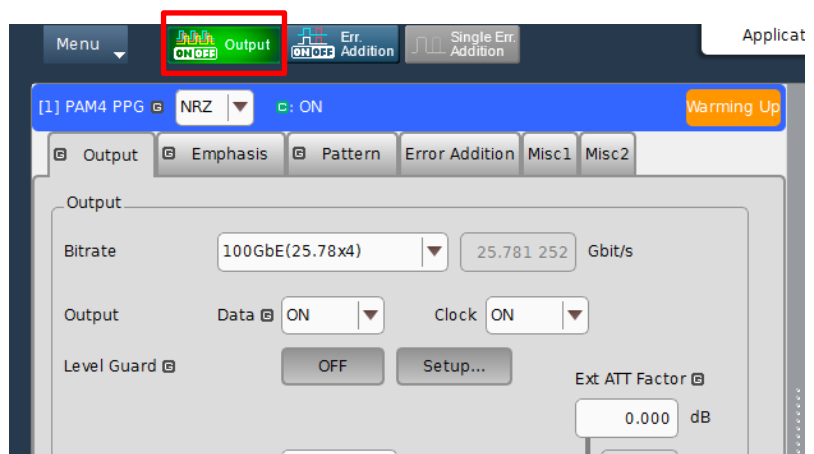 Menu
ON OFF Output
ON OFF Err. Addition
Single Err. Addition
Applicat
[1] PAM4 PPG G NRZ C: ON Warming Up
G Output G Emphasis G Pattern Error Addition Misc1 Misc2
Output
Bitrate 100GbE(25.78x4) 25.781 252 Gbit/s
Output Data G ON Clock ON
Level Guard G OFF Setup...
Ext ATT Factor G
0.000 dB